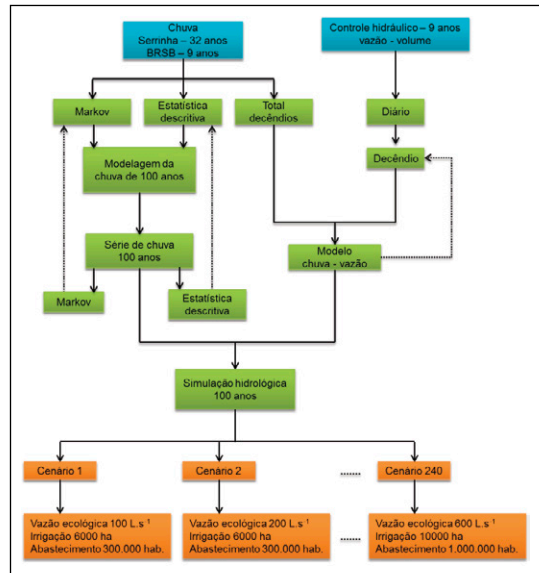 Chuva
Serrinha – 32 anos
BRSB – 9 anos
Controle hidráulico – 9 anos
vazão - volume
Markov
Estatística
descritiva
Total
decêndios
Diário
Decêndio
Modelagem da
chuva de 100 anos
Série de chuva
100 anos
Modelo
chuva - vazão
Markov
Estatística
descritiva
Simulação hidrológica
100 anos
Cenário 1
Cenário 2
.......
Cenário 240
Vazão ecológica 100 L.s⁻¹
Irrigação 6000 ha
Abastecimento 300.000 hab.
Vazão ecológica 200 L.s⁻¹
Irrigação 6000 ha
Abastecimento 300.000 hab.
.......
Vazão ecológica 600 L.s⁻¹
Irrigação 10000 ha
Abastecimento 1.000.000 hab.